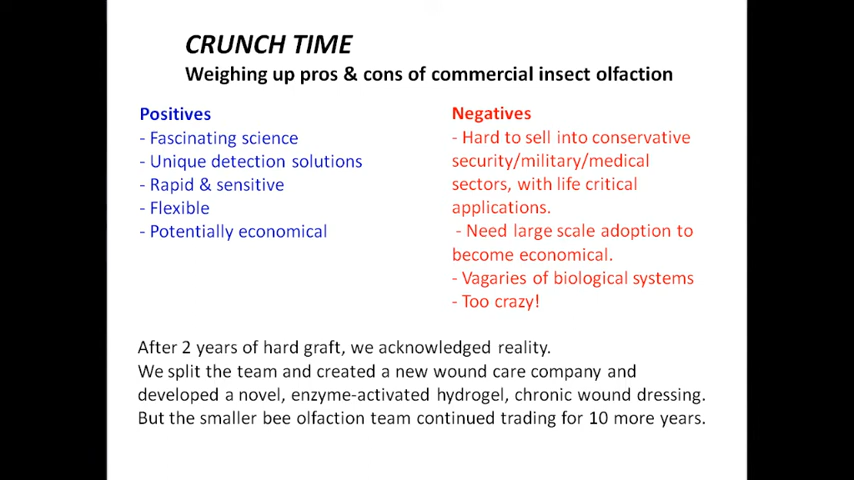 CRUNCH TIME
Weighing up pros & cons of commercial insect olfaction
Positives
- Fascinating science
- Unique detection solutions
- Rapid & sensitive
- Flexible
- Potentially economical
Negatives
- Hard to sell into conservative
security/military/medical
sectors, with life critical
applications.
- Need large scale adoption to
become economical.
- Vagaries of biological systems
- Too crazy!
After 2 years of hard graft, we acknowledged reality.
We split the team and created a new wound care company and
developed a novel, enzyme-activated hydrogel, chronic wound dressing.
But the smaller bee olfaction team continued trading for 10 more years.